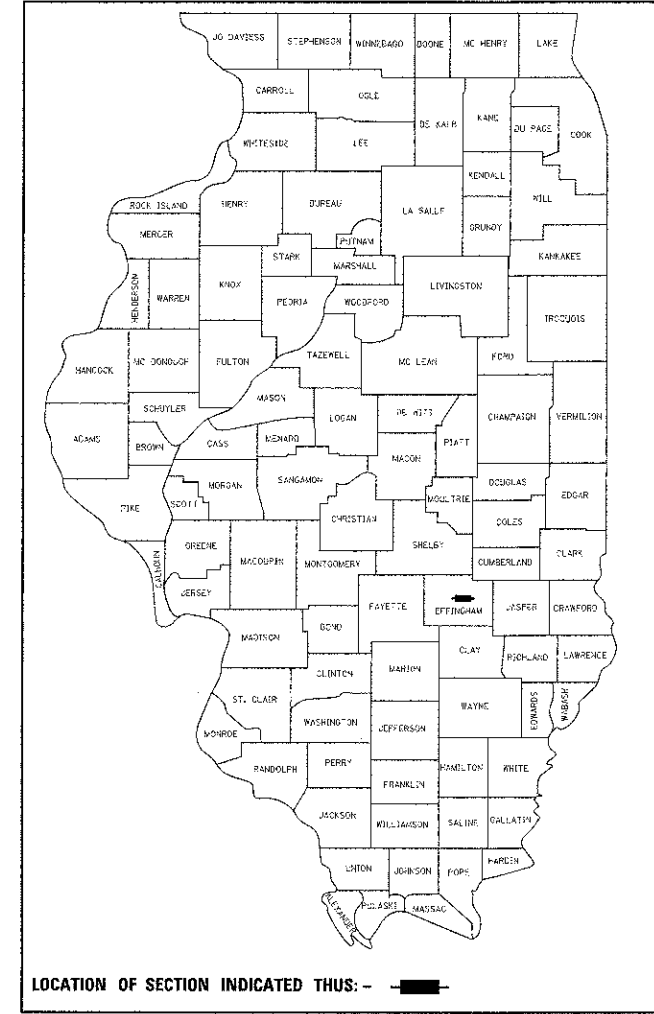 JO DAVIESS STEPHENSON WINNEBAGO BOONE MC HENRY LAKE
CARROLL OGLE DE KALB KANE DU PAGE COOK
WHITESIDE LEE
KENDALL WILL
ROCK ISLAND HENRY BUREAU LA SALLE GRUNDY
MERCER PUTNAM KANKAKEE
STARK MARSHALL
HENDERSON WARREN KNOX PEORIA WOODFORD LIVINGSTON IROQUOIS
HANCOCK MC DONOUGH FULTON TAZEWELL MC LEAN FORD
MASON
SCHUYLER LOGAN DE WITT CHAMPAIGN VERMILION
ADAMS BROWN CASS MENARD MACON PIATT
PIKE SCOTT MORGAN SANGAMON MOULTRIE DOUGLAS EDGAR
CHRISTIAN COLES
CALHOUN GREENE MACOUPIN MONTGOMERY SHELBY CUMBERLAND CLARK
JERSEY FAYETTE EFFINGHAM JASPER CRAWFORD
MADISON BOND
CLAY RICHLAND LAWRENCE
CLINTON MARION
ST. CLAIR WAYNE EDWARDS WABASH
MONROE WASHINGTON JEFFERSON
RANDOLPH PERRY HAMILTON WHITE
FRANKLIN
JACKSON WILLIAMSON SALINE GALLATIN
UNION JOHNSON POPE HARDEN
ALEXANDER PULASKI MASSAC
LOCATION OF SECTION INDICATED THUS: -